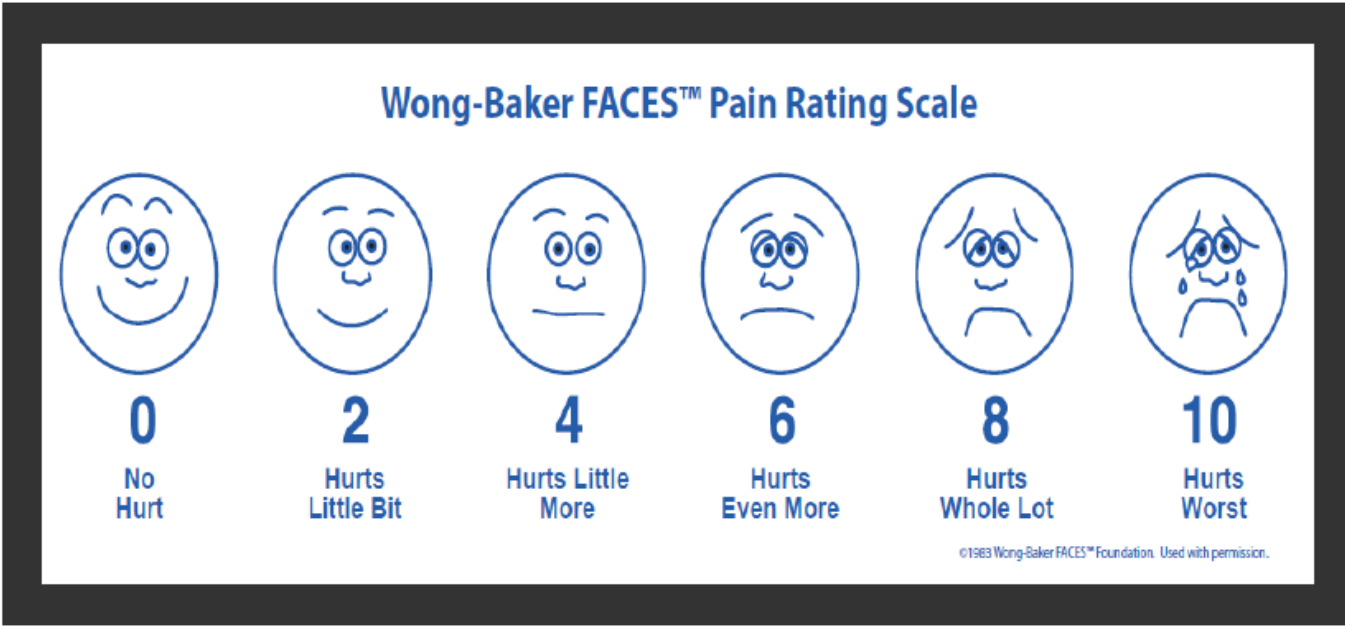 Wong-Baker FACES™ Pain Rating Scale
0
No
Hurt
2
Hurts
Little Bit
4
Hurts Little
More
6
Hurts
Even More
8
Hurts
Whole Lot
10
Hurts
Worst
©1983 Wong-Baker FACES™ Foundation. Used with permission.